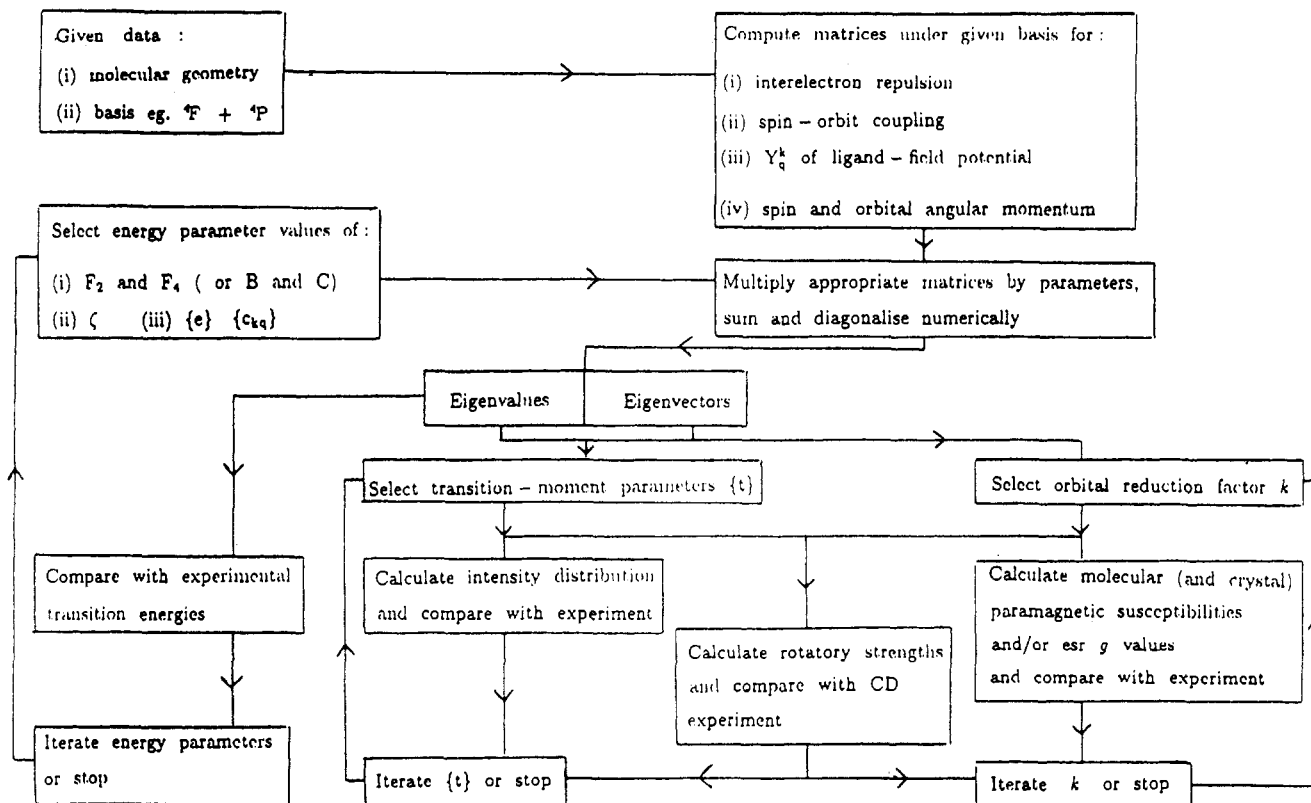 Given data :
(i) molecular geometry
(ii) basis eg. ⁴F + ⁴P
Compute matrices under given basis for :
(i) interelectron repulsion
(ii) spin – orbit coupling
(iii) Y_q^k of ligand – field potential
(iv) spin and orbital angular momentum
Select energy parameter values of :
(i) F₂ and F₄ ( or B and C)
(ii) ζ (iii) {e} {c_kq}
Multiply appropriate matrices by parameters,
sum and diagonalise numerically
Eigenvalues Eigenvectors
Select transition – moment parameters {t}
Select orbital reduction factor k
Compare with experimental
transition energies
Calculate intensity distribution
and compare with experiment
Calculate rotatory strengths
and compare with CD
experiment
Calculate molecular (and crystal)
paramagnetic susceptibilities
and/or esr g values
and compare with experiment
Iterate energy parameters
or stop
Iterate {t} or stop
Iterate k or stop